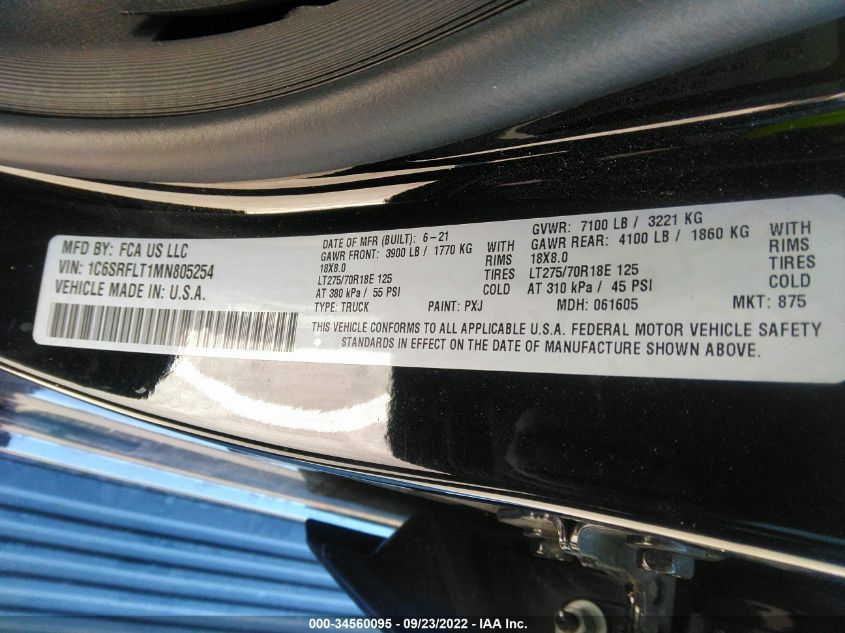 MFD BY: FCA US LLC
VIN: 1C6SRFLT1MN805254
VEHICLE MADE IN: U.S.A.
DATE OF MFR (BUILT): 6-21
GAWR FRONT: 3900 LB / 1770 KG WITH
18X8.0 RIMS
LT275/70R18E 125 TIRES
AT 380 kPa / 55 PSI COLD
TYPE: TRUCK PAINT: PXJ
GVWR: 7100 LB / 3221 KG
GAWR REAR: 4100 LB / 1860 KG WITH
18X8.0 RIMS
LT275/70R18E 125 TIRES
AT 310 kPa / 45 PSI COLD
MDH: 061605 MKT: 875
THIS VEHICLE CONFORMS TO ALL APPLICABLE U.S.A. FEDERAL MOTOR VEHICLE SAFETY
STANDARDS IN EFFECT ON THE DATE OF MANUFACTURE SHOWN ABOVE.
000-34560095 - 09/23/2022 - IAA Inc.